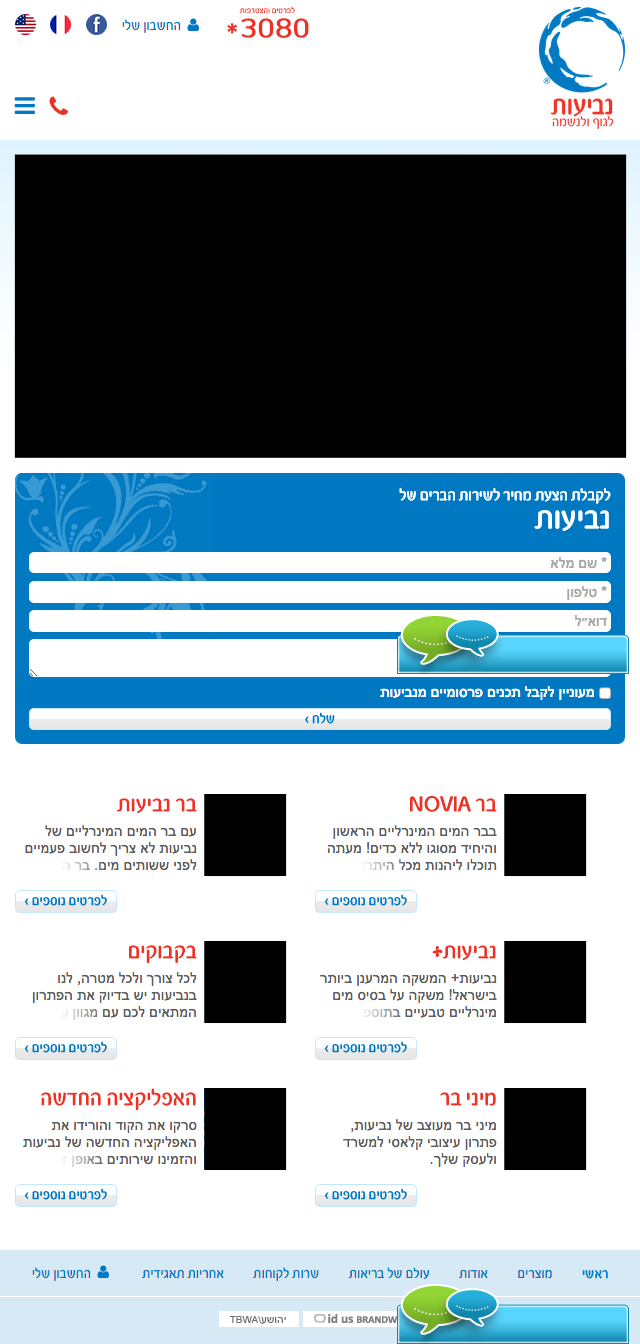 לפרטים והצטרפות
3080*
החשבון שלי
נביעות
לגוף ולנשמה
לקבלת הצעת מחיר לשירות הברים של
נביעות
* שם מלא
* טלפון
דוא״ל
מעוניין לקבל תכנים פרסומיים מנביעות
שלח ›
בר NOVIA
בבר המים המינרליים הראשון
והיחיד מסוגו ללא כדים! מעתה
תוכלו ליהנות מכל היתר
לפרטים נוספים ›
בר נביעות
עם בר המים המינרליים של
נביעות לא צריך לחשוב פעמיים
לפני ששותים מים. בר ה
לפרטים נוספים ›
נביעות+
נביעות+ המשקה המרענן ביותר
בישראל! משקה על בסיס מים
מינרליים טבעיים בתוספ
לפרטים נוספים ›
בקבוקים
לכל צורך ולכל מטרה, לנו
בנביעות יש בדיוק את הפתרון
המתאים לכם עם מגוון ע
לפרטים נוספים ›
מיני בר
מיני בר מעוצב של נביעות,
פתרון עיצובי קלאסי למשרד
ולעסק שלך.
לפרטים נוספים ›
האפליקציה החדשה
סרקו את הקוד והורידו את
האפליקציה החדשה של נביעות
והזמינו שירותים באופן
לפרטים נוספים ›
ראשי
מוצרים
אודות
עולם של בריאות
שרות לקוחות
אחריות תאגידית
החשבון שלי
יהושע\TBWA
id us BRANDW